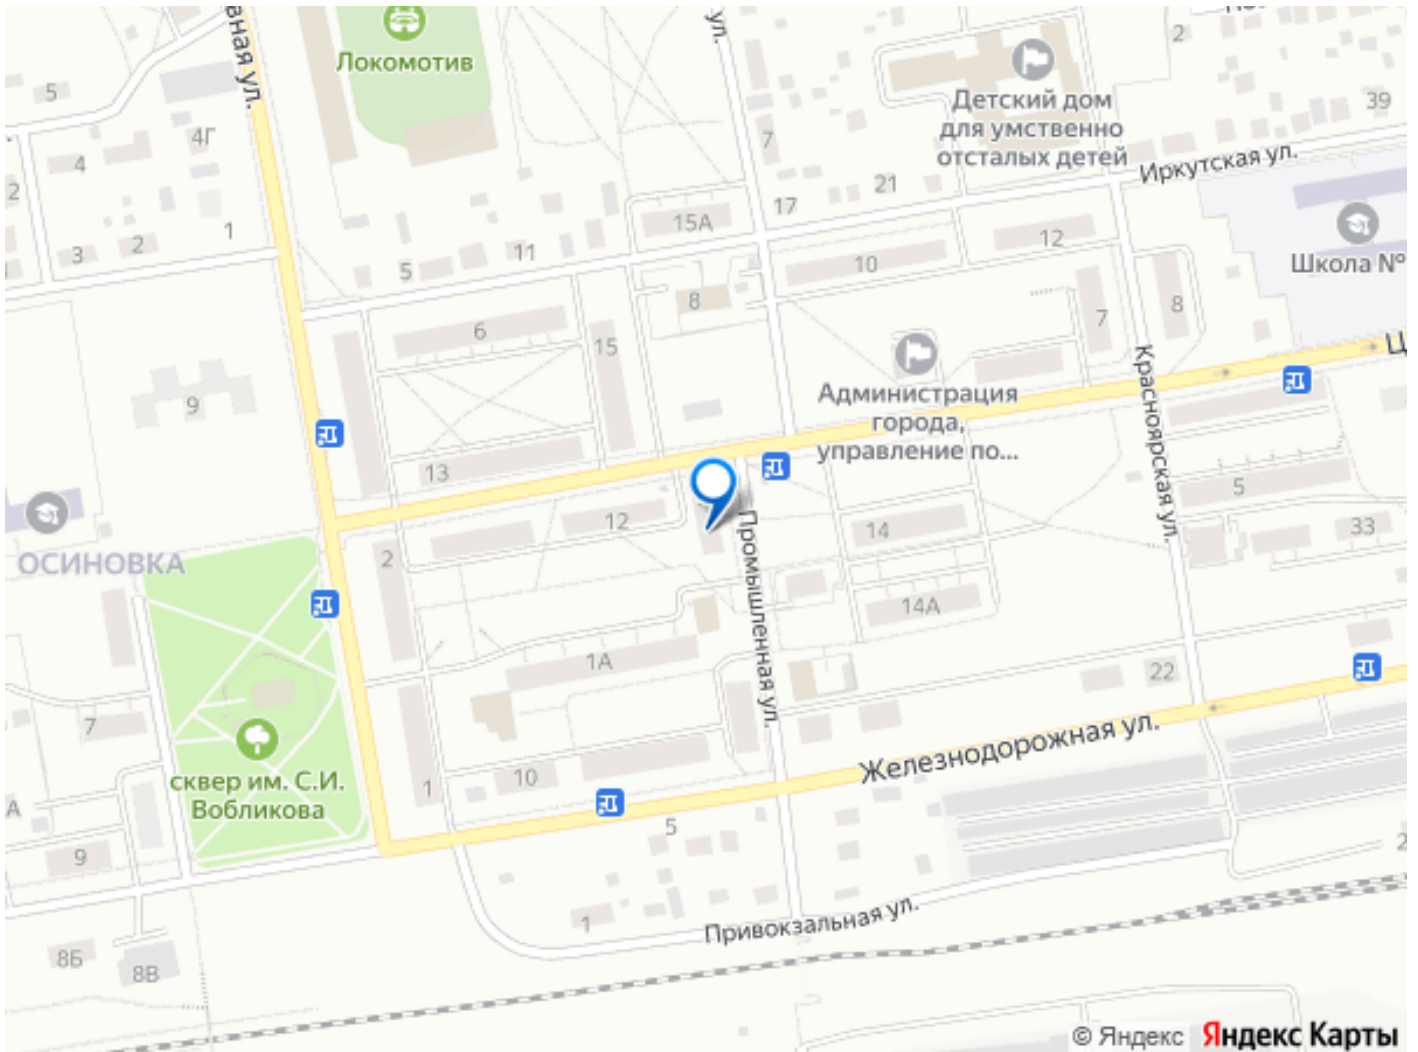 вная ул.
ул.
Локомотив
2
39
5
4Г
4
7
Детский дом
для умственно
отсталых детей
Иркутская ул.
2
21
17
15А
1
2
3
11
5
12
10
Школа №
8
6
15
7
8
Ц
9
Администрация
города,
управление по...
Красноярская ул.
13
12
2
14
5
33
ОСИНОВКА
Промышленная ул.
14А
1А
22
7
сквер им. С.И.
Вобликова
Железнодорожная ул.
10
1
А
5
9
2
1
Привокзальная ул.
8Б
8В
© Яндекс Яндекс Карты